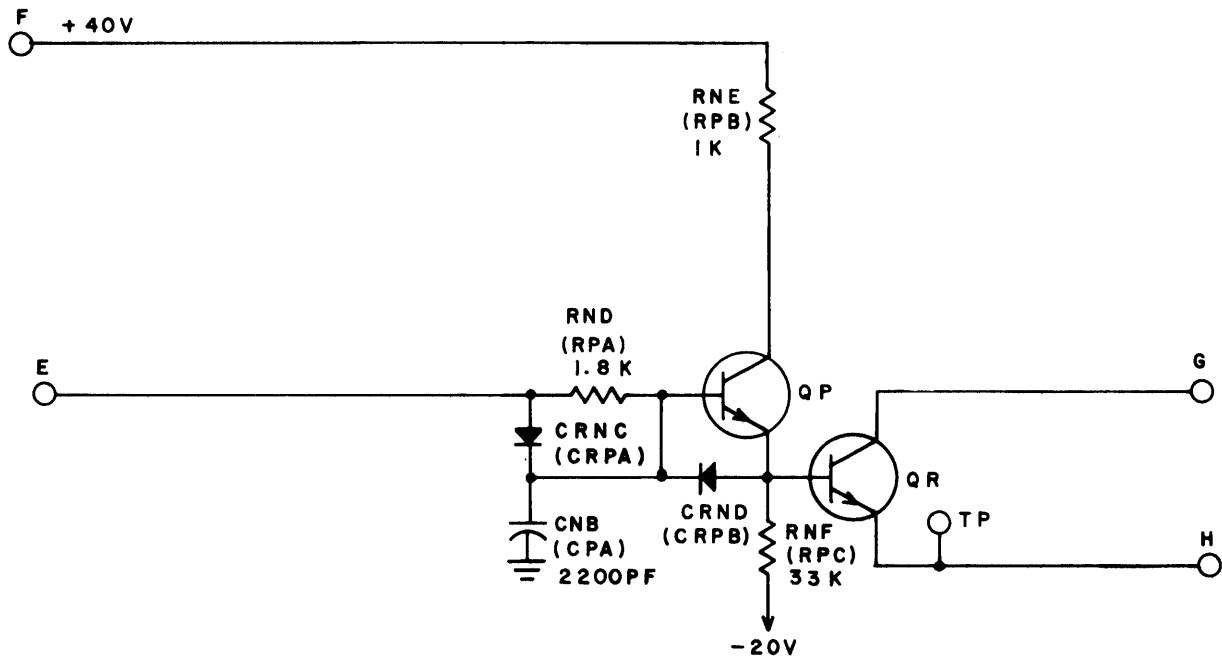 F
+ 40V
RNE
(RPB)
1K
RND
(RPA)
1.8K
E
QP
G
CRNC
(CRPA)
QR
CRND
(CRPB)
TP
CNB
(CPA)
2200PF
RNF
(RPC)
33K
H
-20V